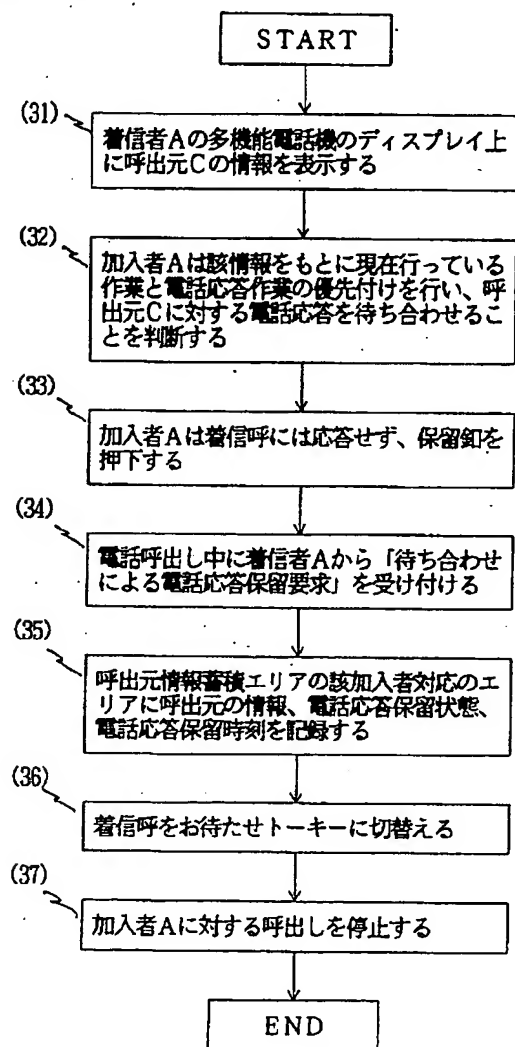 START
(31)
着信者Aの多機能電話機のディスプレイ上
に呼出元Cの情報を表示する
(32)
加入者Aは該情報をもとに現在行っている
作業と電話応答作業の優先付けを行い、呼
出元Cに対する電話応答を待ち合わせるこ
とを判断する
(33)
加入者Aは着信呼には応答せず、保留釦を
押下する
(34)
電話呼出し中に着信者Aから「待ち合わせ
による電話応答保留要求」を受け付ける
(35)
呼出元情報蓄積エリアの該加入者対応のエ
リアに呼出元の情報、電話応答保留状態、
電話応答保留時刻を記録する
(36)
着信呼をお待たせトーキーに切替える
(37)
加入者Aに対する呼出しを停止する
END